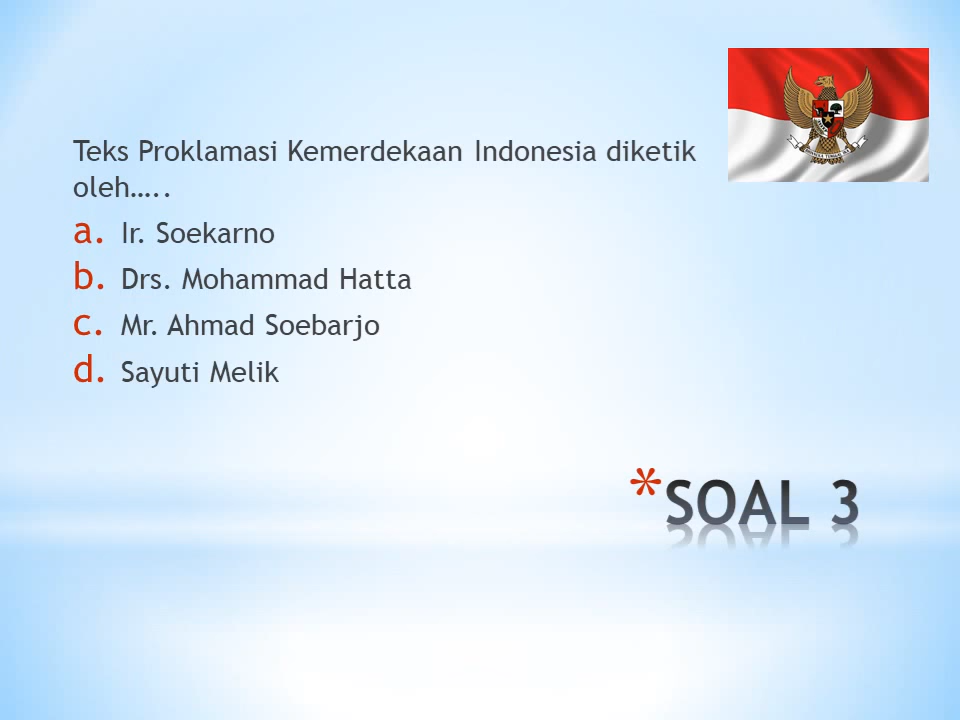 Teks Proklamasi Kemerdekaan Indonesia diketik
oleh…..
a. Ir. Soekarno
b. Drs. Mohammad Hatta
c. Mr. Ahmad Soebarjo
d. Sayuti Melik
*SOAL 3